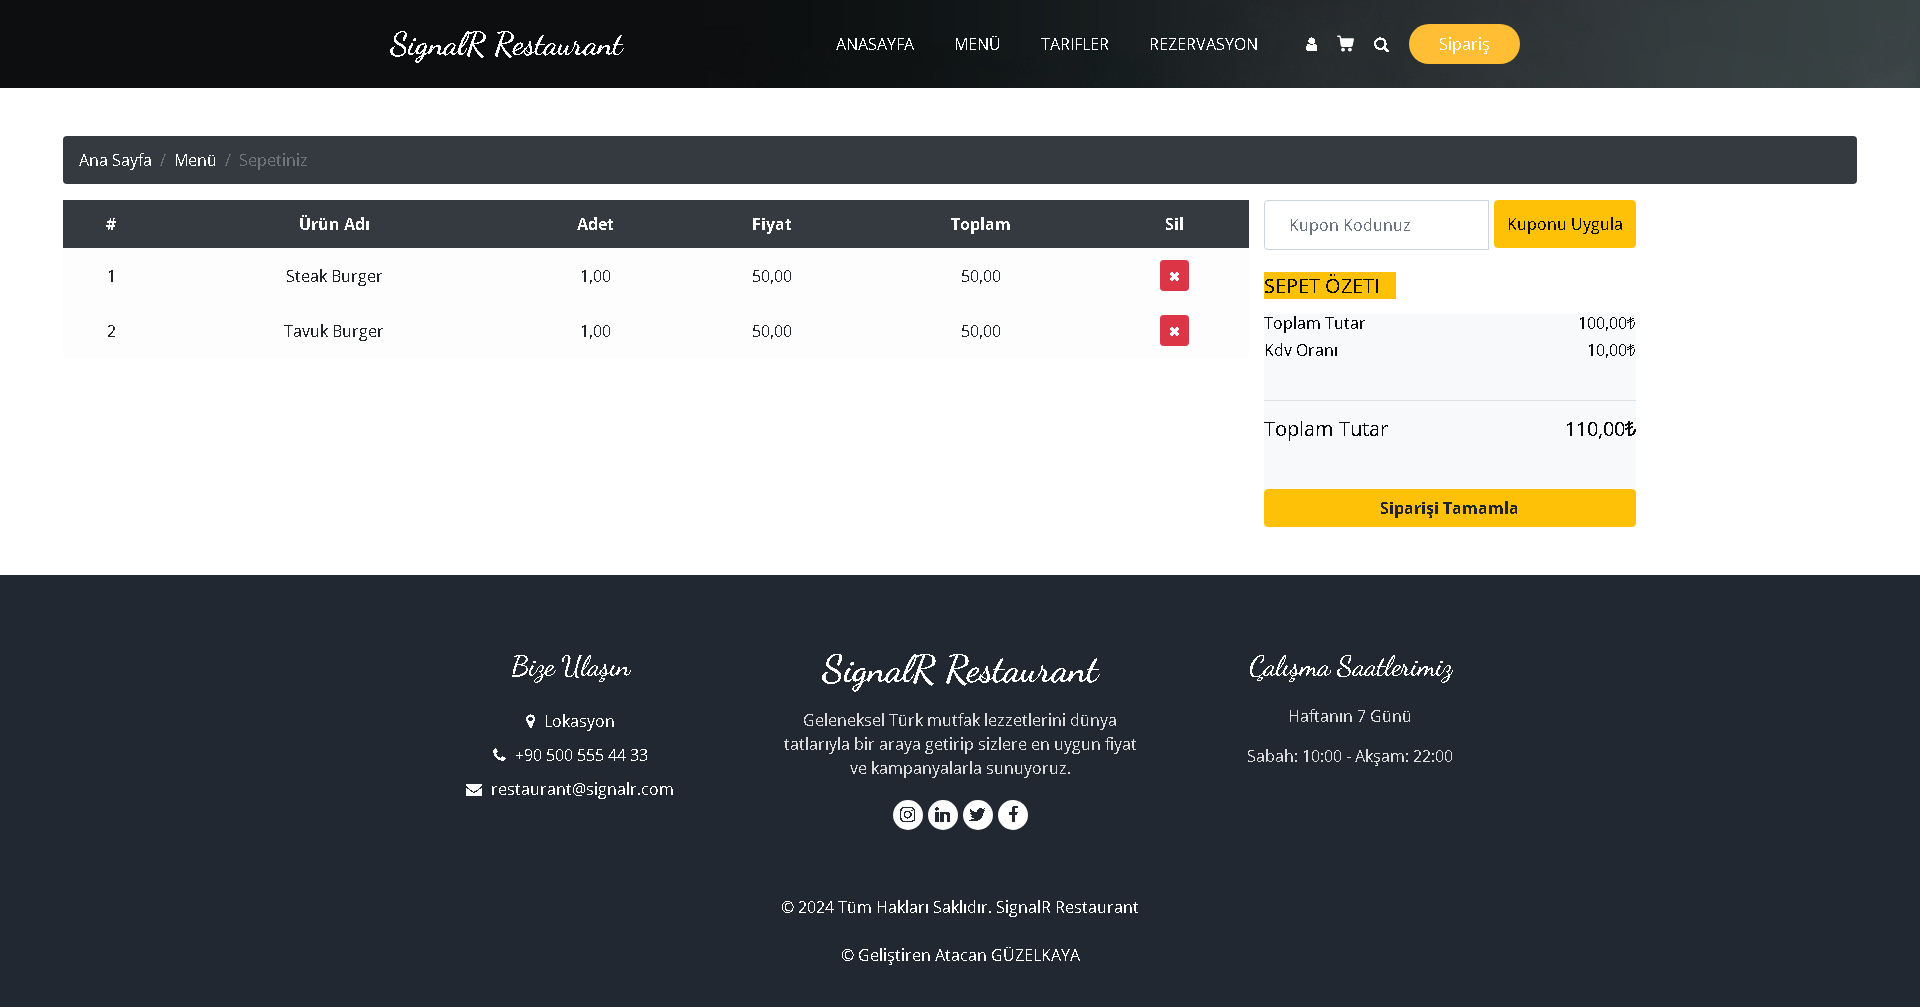 SignalR Restaurant
ANASAYFA MENÜ TARIFLER REZERVASYON Sipariş
Ana Sayfa / Menü / Sepetiniz
# Ürün Adı Adet Fiyat Toplam Sil
1 Steak Burger 1,00 50,00 50,00
2 Tavuk Burger 1,00 50,00 50,00
Kupon Kodunuz Kuponu Uygula
SEPET ÖZETI
Toplam Tutar 100,00₺
Kdv Oranı 10,00₺
Toplam Tutar 110,00₺
Siparişi Tamamla
Bize Ulaşın
Lokasyon
+90 500 555 44 33
restaurant@signalr.com
SignalR Restaurant
Geleneksel Türk mutfak lezzetlerini dünya
tatlarıyla bir araya getirip sizlere en uygun fiyat
ve kampanyalarla sunuyoruz.
Çalışma Saatlerimiz
Haftanın 7 Günü
Sabah: 10:00 - Akşam: 22:00
© 2024 Tüm Hakları Saklıdır. SignalR Restaurant
© Geliştiren Atacan GÜZELKAYA